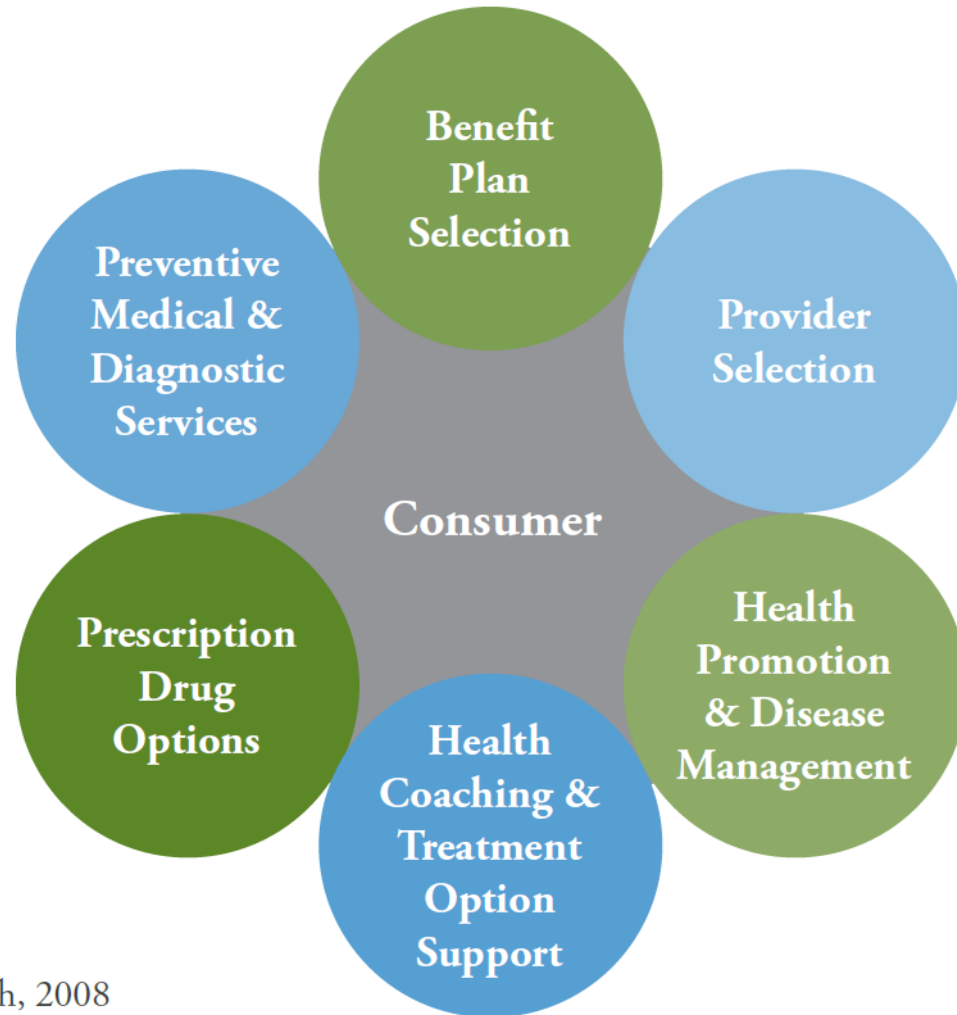 Benefit
Plan
Selection
Provider
Selection
Health
Promotion
& Disease
Management
Health
Coaching &
Treatment
Option
Support
Prescription
Drug
Options
Preventive
Medical &
Diagnostic
Services
Consumer
2008